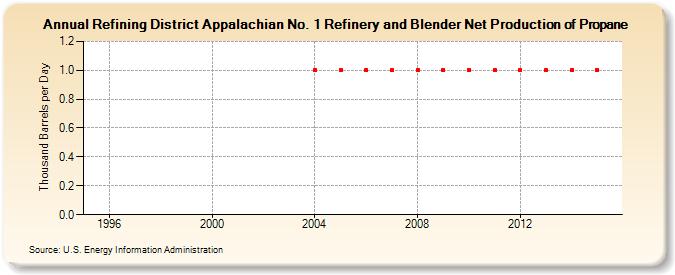 Annual Refining District Appalachian No. 1 Refinery and Blender Net Production of Propane
Thousand Barrels per Day
1.2
1.0
0.8
0.6
0.4
0.2
0.0
1996 2000 2004 2008 2012
Source: U.S. Energy Information Administration